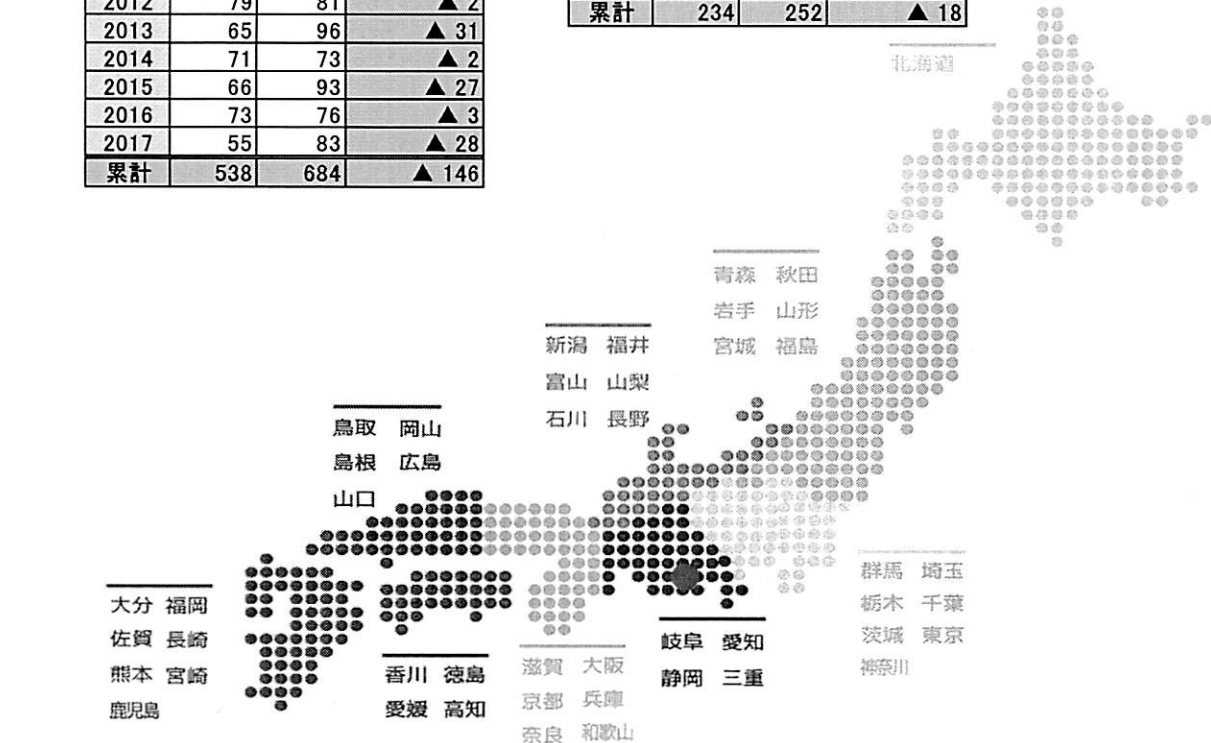 2012 79 81 ▲ 2
2013 65 96 ▲ 31
2014 71 73 ▲ 2
2015 66 93 ▲ 27
2016 73 76 ▲ 3
2017 55 83 ▲ 28
累計 538 684 ▲ 146
累計 234 252 ▲ 18
北海道
青森 秋田
岩手 山形
宮城 福島
新潟 福井
富山 山梨
石川 長野
鳥取 岡山
島根 広島
山口
大分 福岡
佐賀 長崎
熊本 宮崎
鹿児島
香川 徳島
愛媛 高知
滋賀 大阪
京都 兵庫
奈良 和歌山
岐阜 愛知
静岡 三重
群馬 埼玉
栃木 千葉
茨城 東京
神奈川